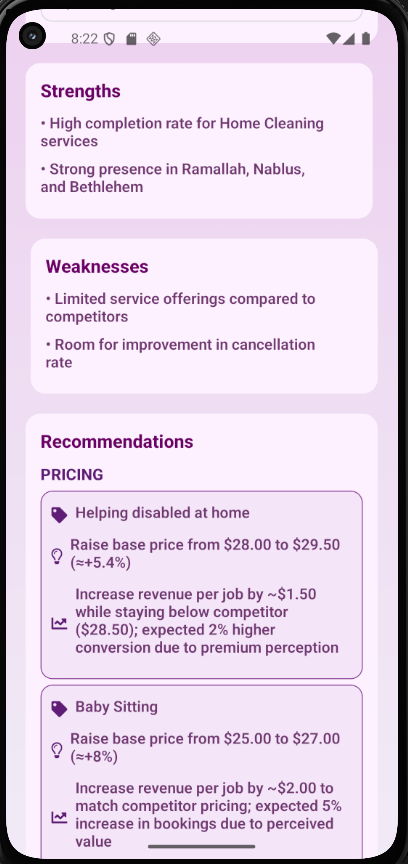 8:22
Strengths
• High completion rate for Home Cleaning
services
• Strong presence in Ramallah, Nablus,
and Bethlehem
Weaknesses
• Limited service offerings compared to
competitors
• Room for improvement in cancellation
rate
Recommendations
PRICING
Helping disabled at home
Raise base price from $28.00 to $29.50
(≈+5.4%)
Increase revenue per job by ~$1.50
while staying below competitor
($28.50); expected 2% higher
conversion due to premium perception
Baby Sitting
Raise base price from $25.00 to $27.00
(≈+8%)
Increase revenue per job by ~$2.00 to
match competitor pricing; expected 5%
increase in bookings due to perceived
value